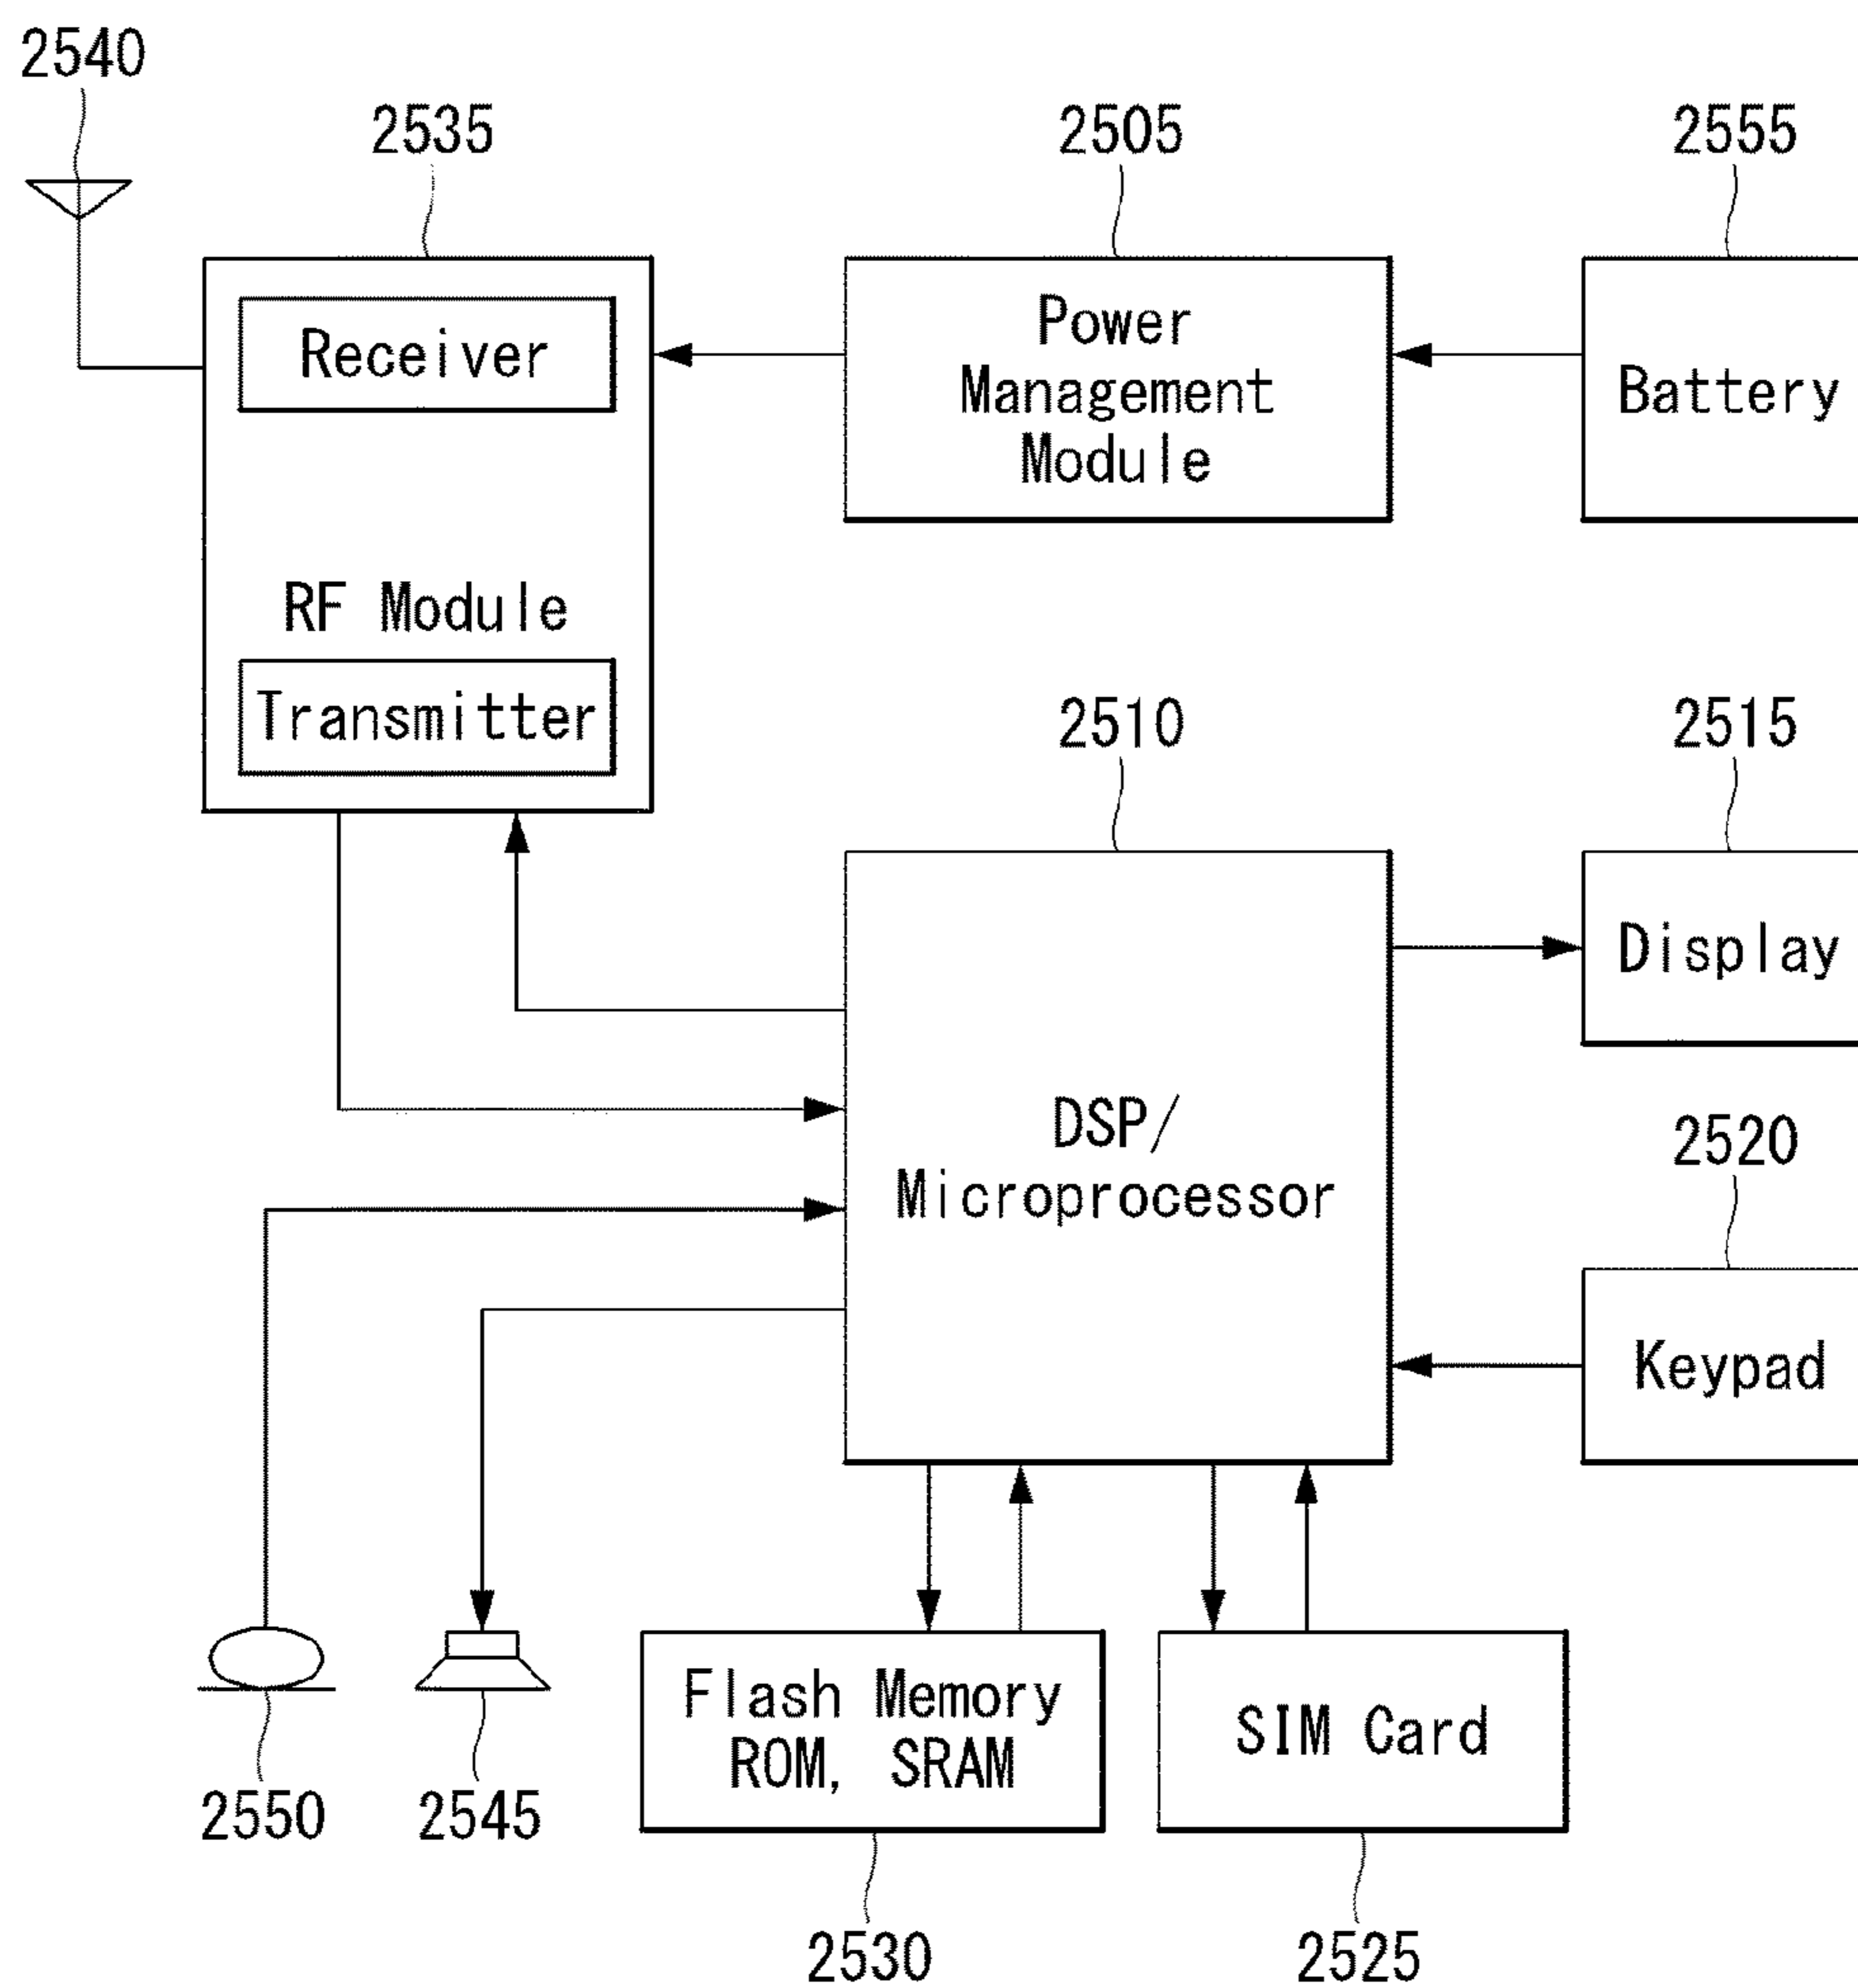 2540
2535
2505
2555
Receiver
RF Module
Transmitter
Power
Management
Module
Battery
2510
2515
DSP/
Microprocessor
Display
2520
Keypad
2550
2545
Flash Memory
ROM, SRAM
SIM Card
2530
2525